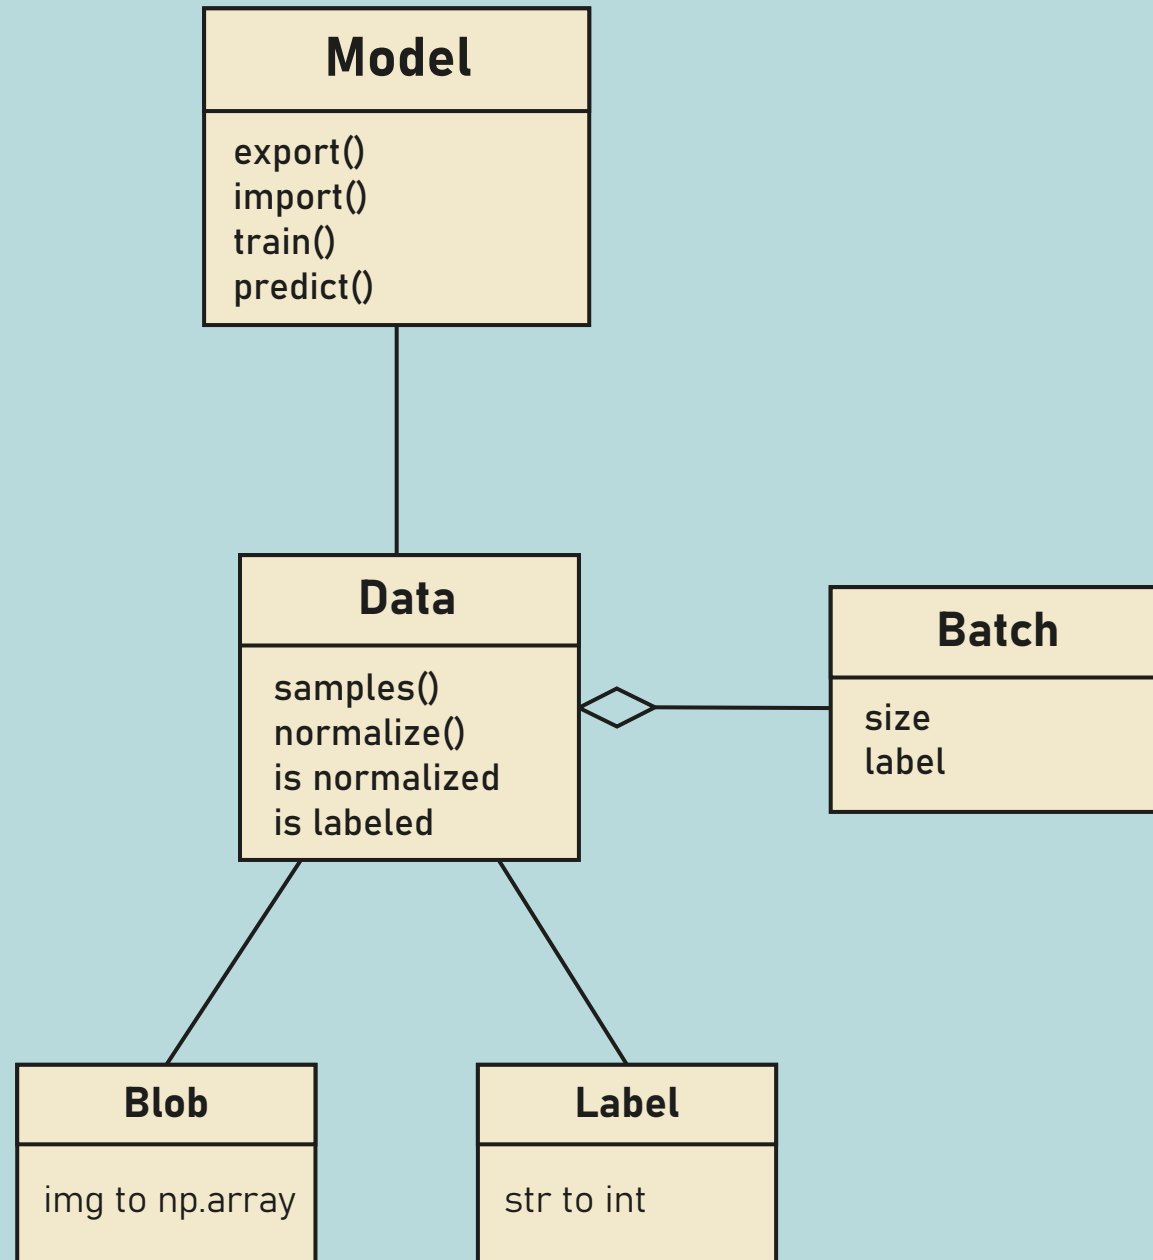 Model
export()
import()
train()
predict()
Data
samples()
normalize()
is normalized
is labeled
Batch
size
label
Blob
img to np.array
Label
str to int